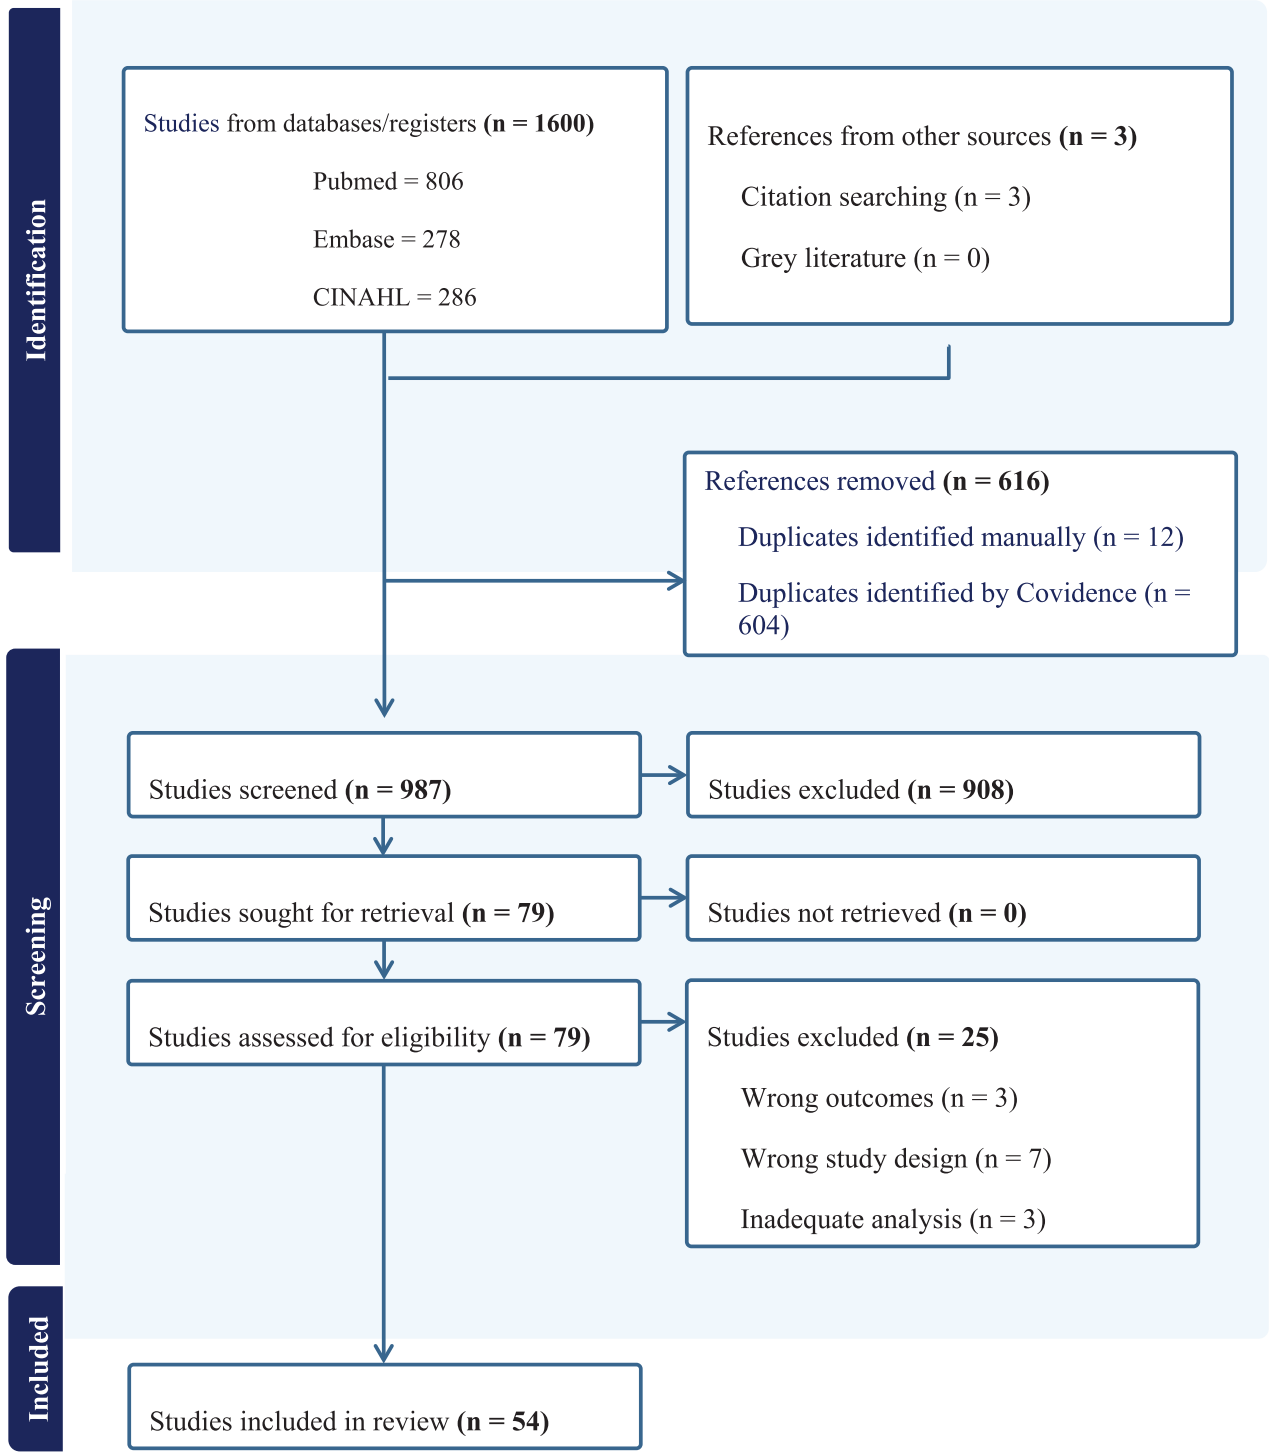 Identification
Studies from databases/registers (n = 1600)
Pubmed = 806
Embase = 278
CINAHL = 286
References from other sources (n = 3)
Citation searching (n = 3)
Grey literature (n = 0)
References removed (n = 616)
Duplicates identified manually (n = 12)
Duplicates identified by Covidence (n =
604)
Screening
Studies screened (n = 987)
Studies excluded (n = 908)
Studies sought for retrieval (n = 79)
Studies not retrieved (n = 0)
Studies assessed for eligibility (n = 79)
Studies excluded (n = 25)
Wrong outcomes (n = 3)
Wrong study design (n = 7)
Inadequate analysis (n = 3)
Included
Studies included in review (n = 54)